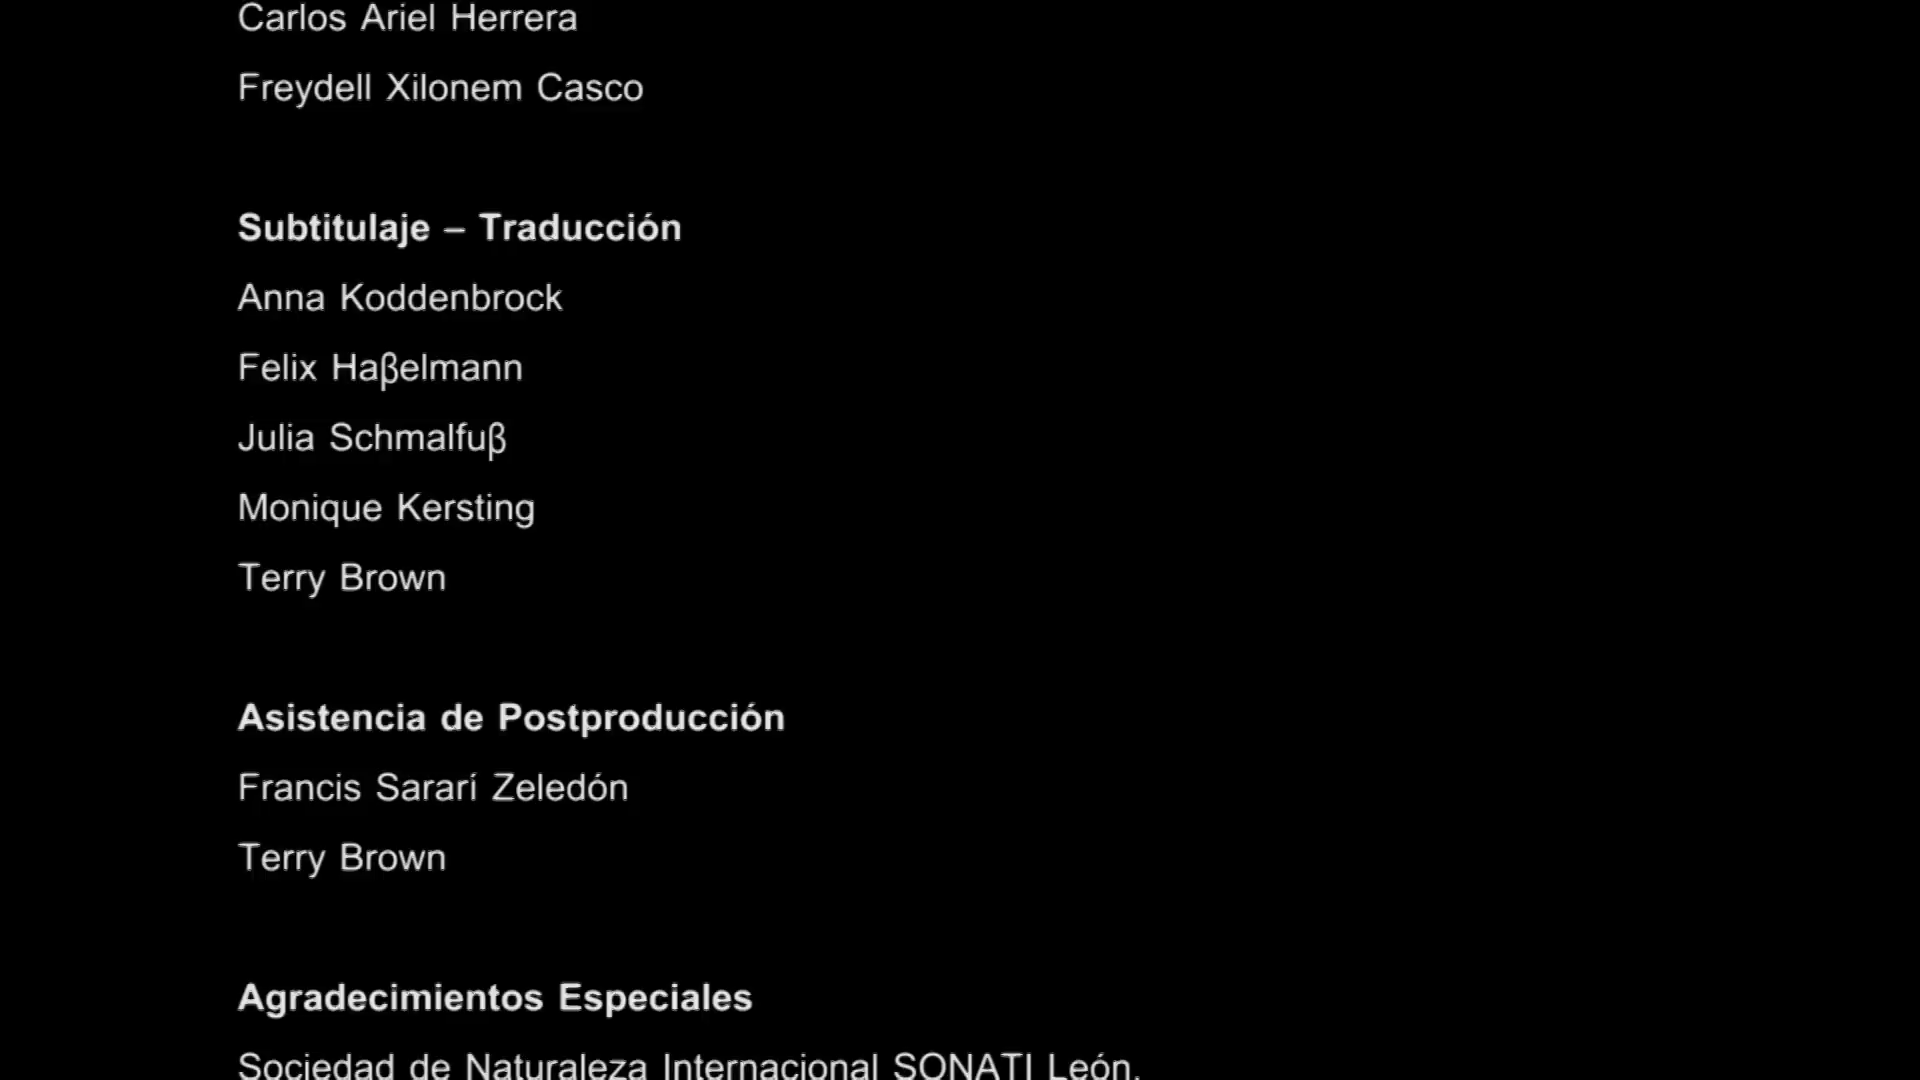 Carlos Ariel Herrera
Freydell Xilonem Casco
Subtitulaje – Traducción
Anna Koddenbrock
Felix Haβelmann
Julia Schmalfuβ
Monique Kersting
Terry Brown
Asistencia de Postproducción
Francis Sararí Zeledón
Terry Brown
Agradecimientos Especiales
Sociedad de Naturaleza Internacional SONATI León.